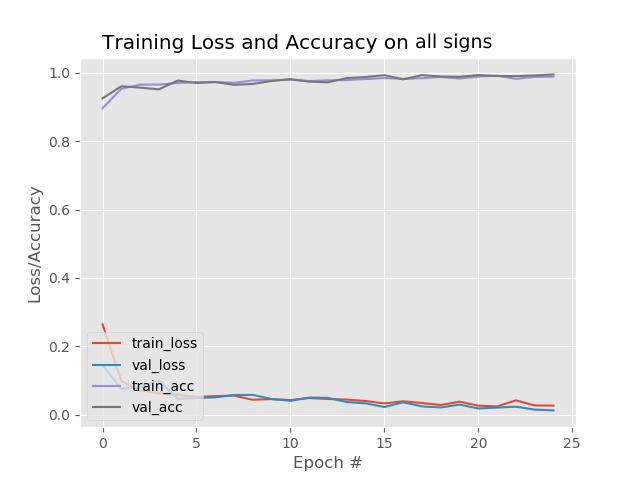 Training Loss and Accuracy on all signs
1.0
0.8
0.6
0.4
0.2
0.0
Loss/Accuracy
train_loss
val_loss
train_acc
val_acc
0 5 10 15 20 25
Epoch #